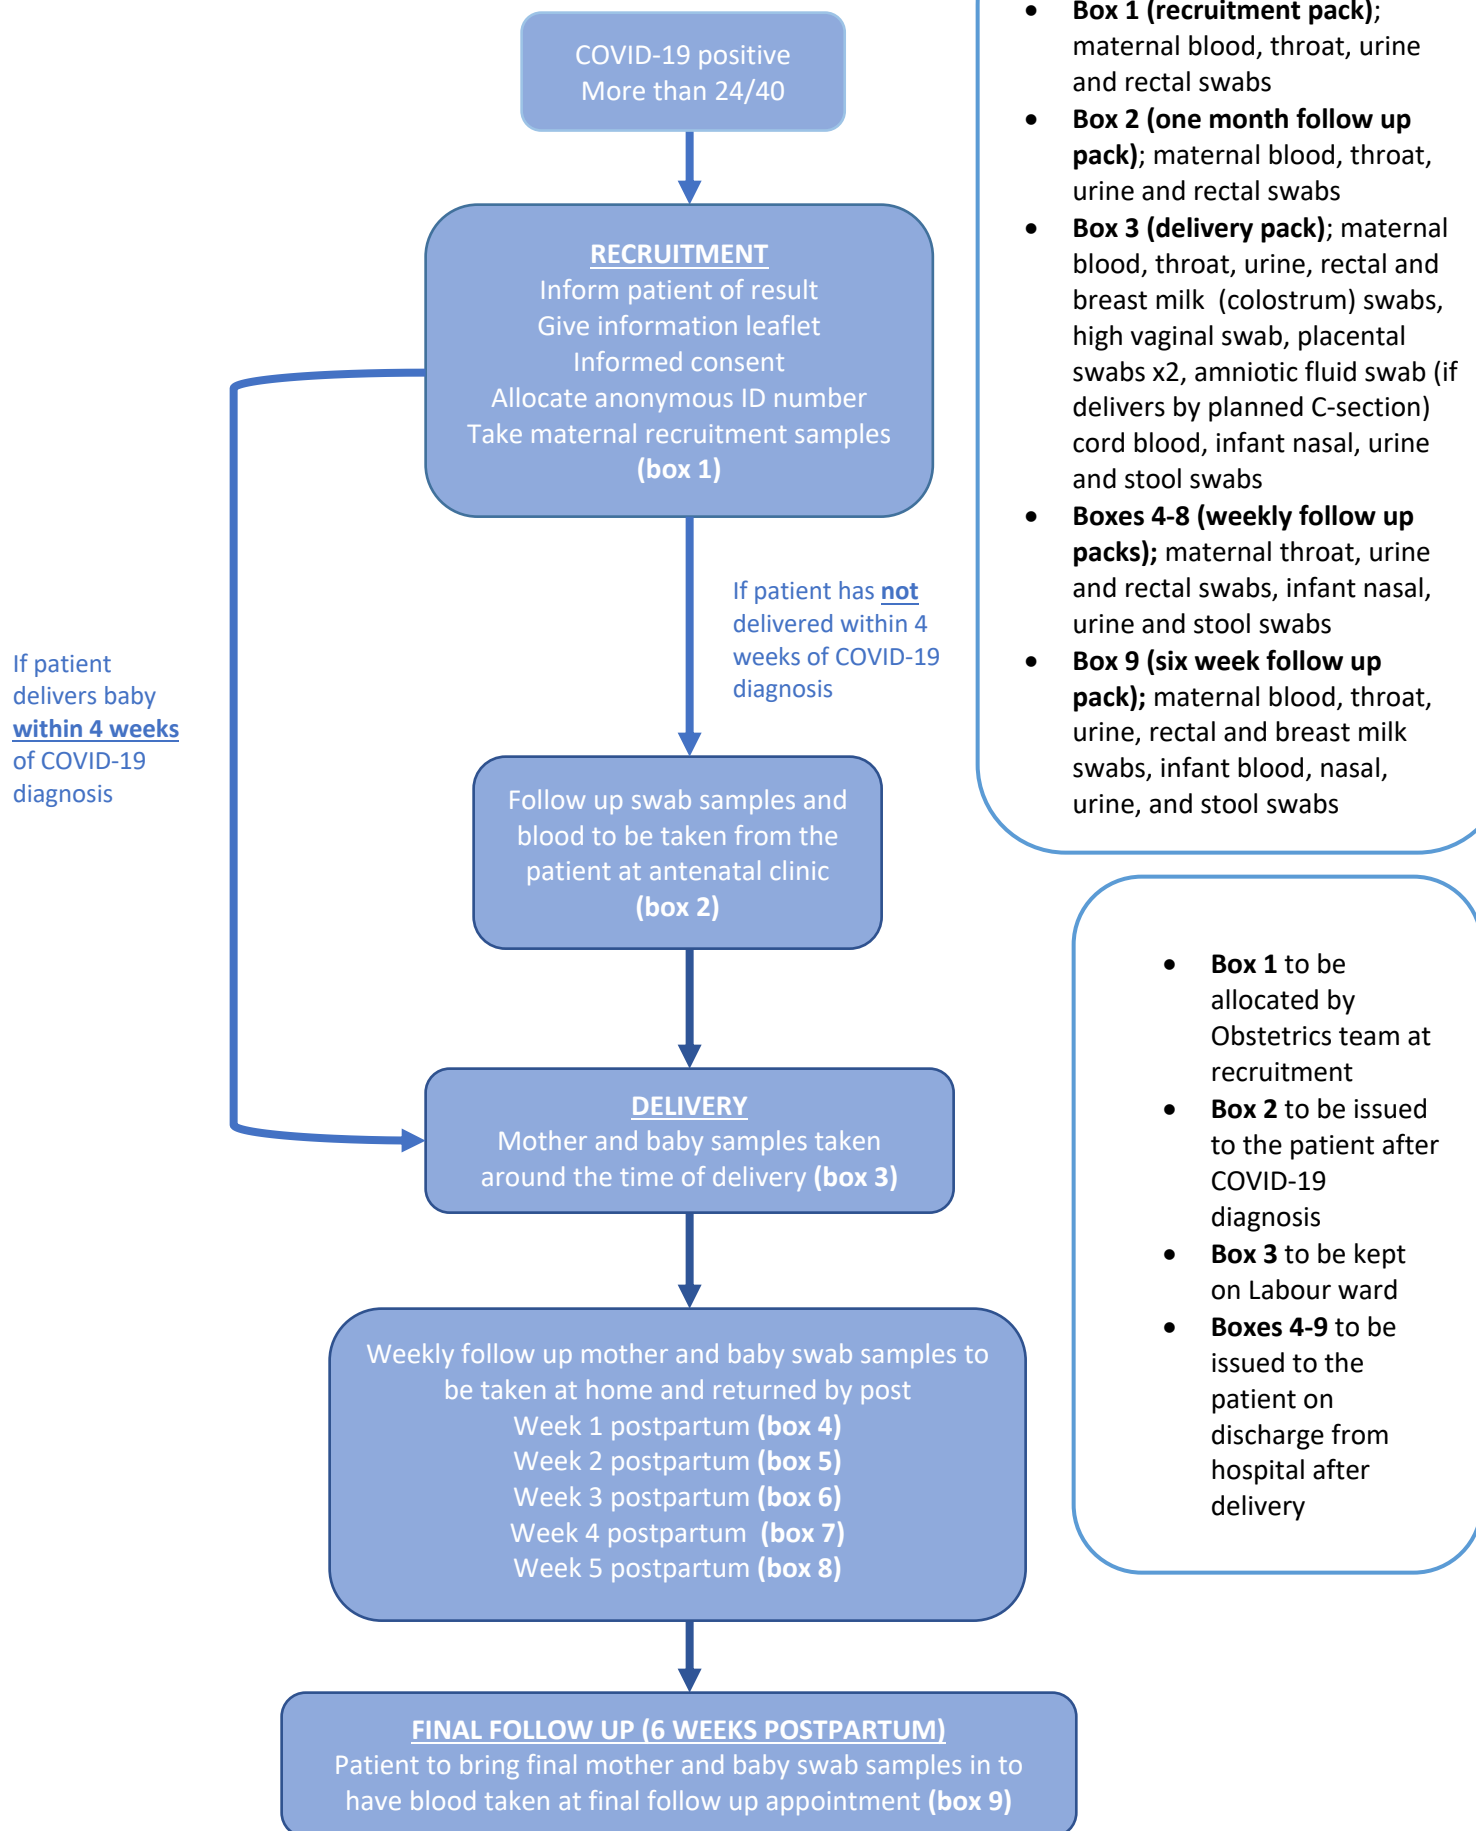 COVID-19 positive
More than 24/40
RECRUITMENT
Inform patient of result
Give information leaflet
Informed consent
Allocate anonymous ID number
Take maternal recruitment samples
(box 1)
If patient has not
delivered within 4
weeks of COVID-19
diagnosis
If patient
delivers baby
within 4 weeks
of COVID-19
diagnosis
Follow up swab samples and
blood to be taken from the
patient at antenatal clinic
(box 2)
DELIVERY
Mother and baby samples taken
around the time of delivery (box 3)
Weekly follow up mother and baby swab samples to
be taken at home and returned by post
Week 1 postpartum (box 4)
Week 2 postpartum (box 5)
Week 3 postpartum (box 6)
Week 4 postpartum  (box 7)
Week 5 postpartum (box 8)
FINAL FOLLOW UP (6 WEEKS POSTPARTUM)
Patient to bring final mother and baby swab samples in to
have blood taken at final follow up appointment (box 9)
• Box 1 (recruitment pack);
maternal blood, throat, urine
and rectal swabs
• Box 2 (one month follow up
pack); maternal blood, throat,
urine and rectal swabs
• Box 3 (delivery pack); maternal
blood, throat, urine, rectal and
breast milk  (colostrum) swabs,
high vaginal swab, placental
swabs x2, amniotic fluid swab (if
delivers by planned C-section)
cord blood, infant nasal, urine
and stool swabs
• Boxes 4-8 (weekly follow up
packs); maternal throat, urine
and rectal swabs, infant nasal,
urine and stool swabs
• Box 9 (six week follow up
pack); maternal blood, throat,
urine, rectal and breast milk
swabs, infant blood, nasal,
urine, and stool swabs
• Box 1 to be
allocated by
Obstetrics team at
recruitment
• Box 2 to be issued
to the patient after
COVID-19
diagnosis
• Box 3 to be kept
on Labour ward
• Boxes 4-9 to be
issued to the
patient on
discharge from
hospital after
delivery